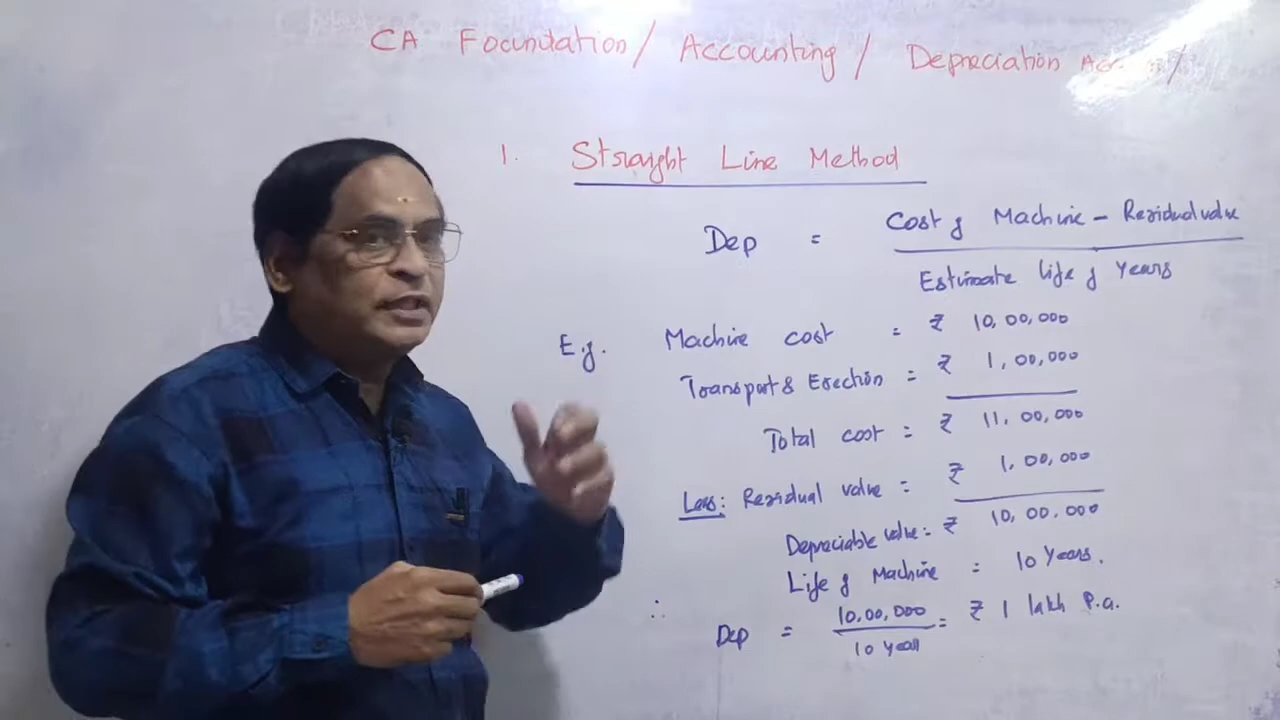 CA Foundation / Accounting / Depreciation /
1. Straight Line Method
Dep = Cost of Machine - Residual value
Estimate life of Years
E.g. Machine cost = ₹ 10,00,000
Transport & Erection = ₹ 1,00,000
Total cost = ₹ 11,00,000
Less: Residual value = ₹ 1,00,000
Depreciable value = ₹ 10,00,000
Life of Machine = 10 Years.
∴ Dep = 10,00,000 = ₹ 1 lakh P.a.
10 year